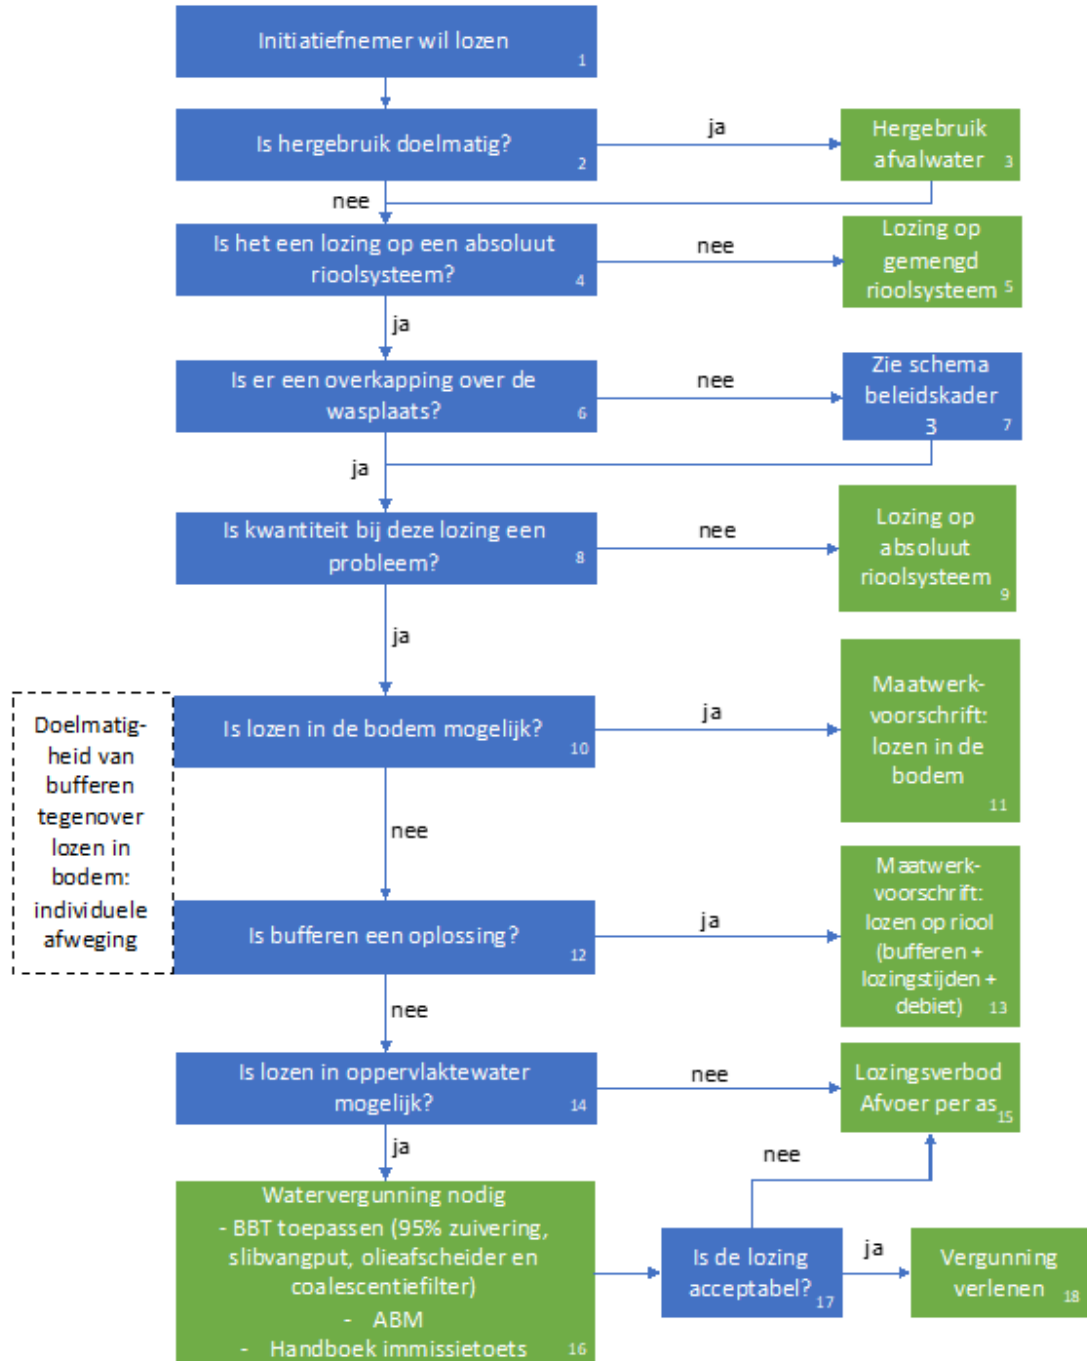 Initiatiefnemer wil lozen
1
Is hergebruik doelmatig?
2
ja
Hergebruik
afvalwater 3
nee
Is het een lozing op een absoluut
rioolsysteem?
4
nee
Lozing op
gemengd
rioolsysteem 5
ja
Is er een overkapping over de
wasplaats?
6
nee
Zie schema
beleidskader
3 7
ja
Is kwantiteit bij deze lozing een
probleem?
8
nee
Lozing op
absoluut
rioolsysteem
9
ja
Doelmatig-
heid van
bufferen
tegenover
lozen in
bodem:
individuele
afweging
Is lozen in de bodem mogelijk?
10
ja
Maatwerk-
voorschrift:
lozen in de
bodem
11
nee
Is bufferen een oplossing?
12
ja
Maatwerk-
voorschrift:
lozen op riool
(bufferen +
lozingstijden +
debiet) 13
nee
Is lozen in oppervlaktewater
mogelijk?
14
nee
Lozingsverbod
Afvoer per as
15
ja
nee
Watervergunning nodig
- BBT toepassen (95% zuivering,
slibvangput, olieafscheider en
coalescentiefilter)
- ABM
- Handboek immissietoets
16
Is de lozing
acceptabel?
17
ja
Vergunning
verlenen
18